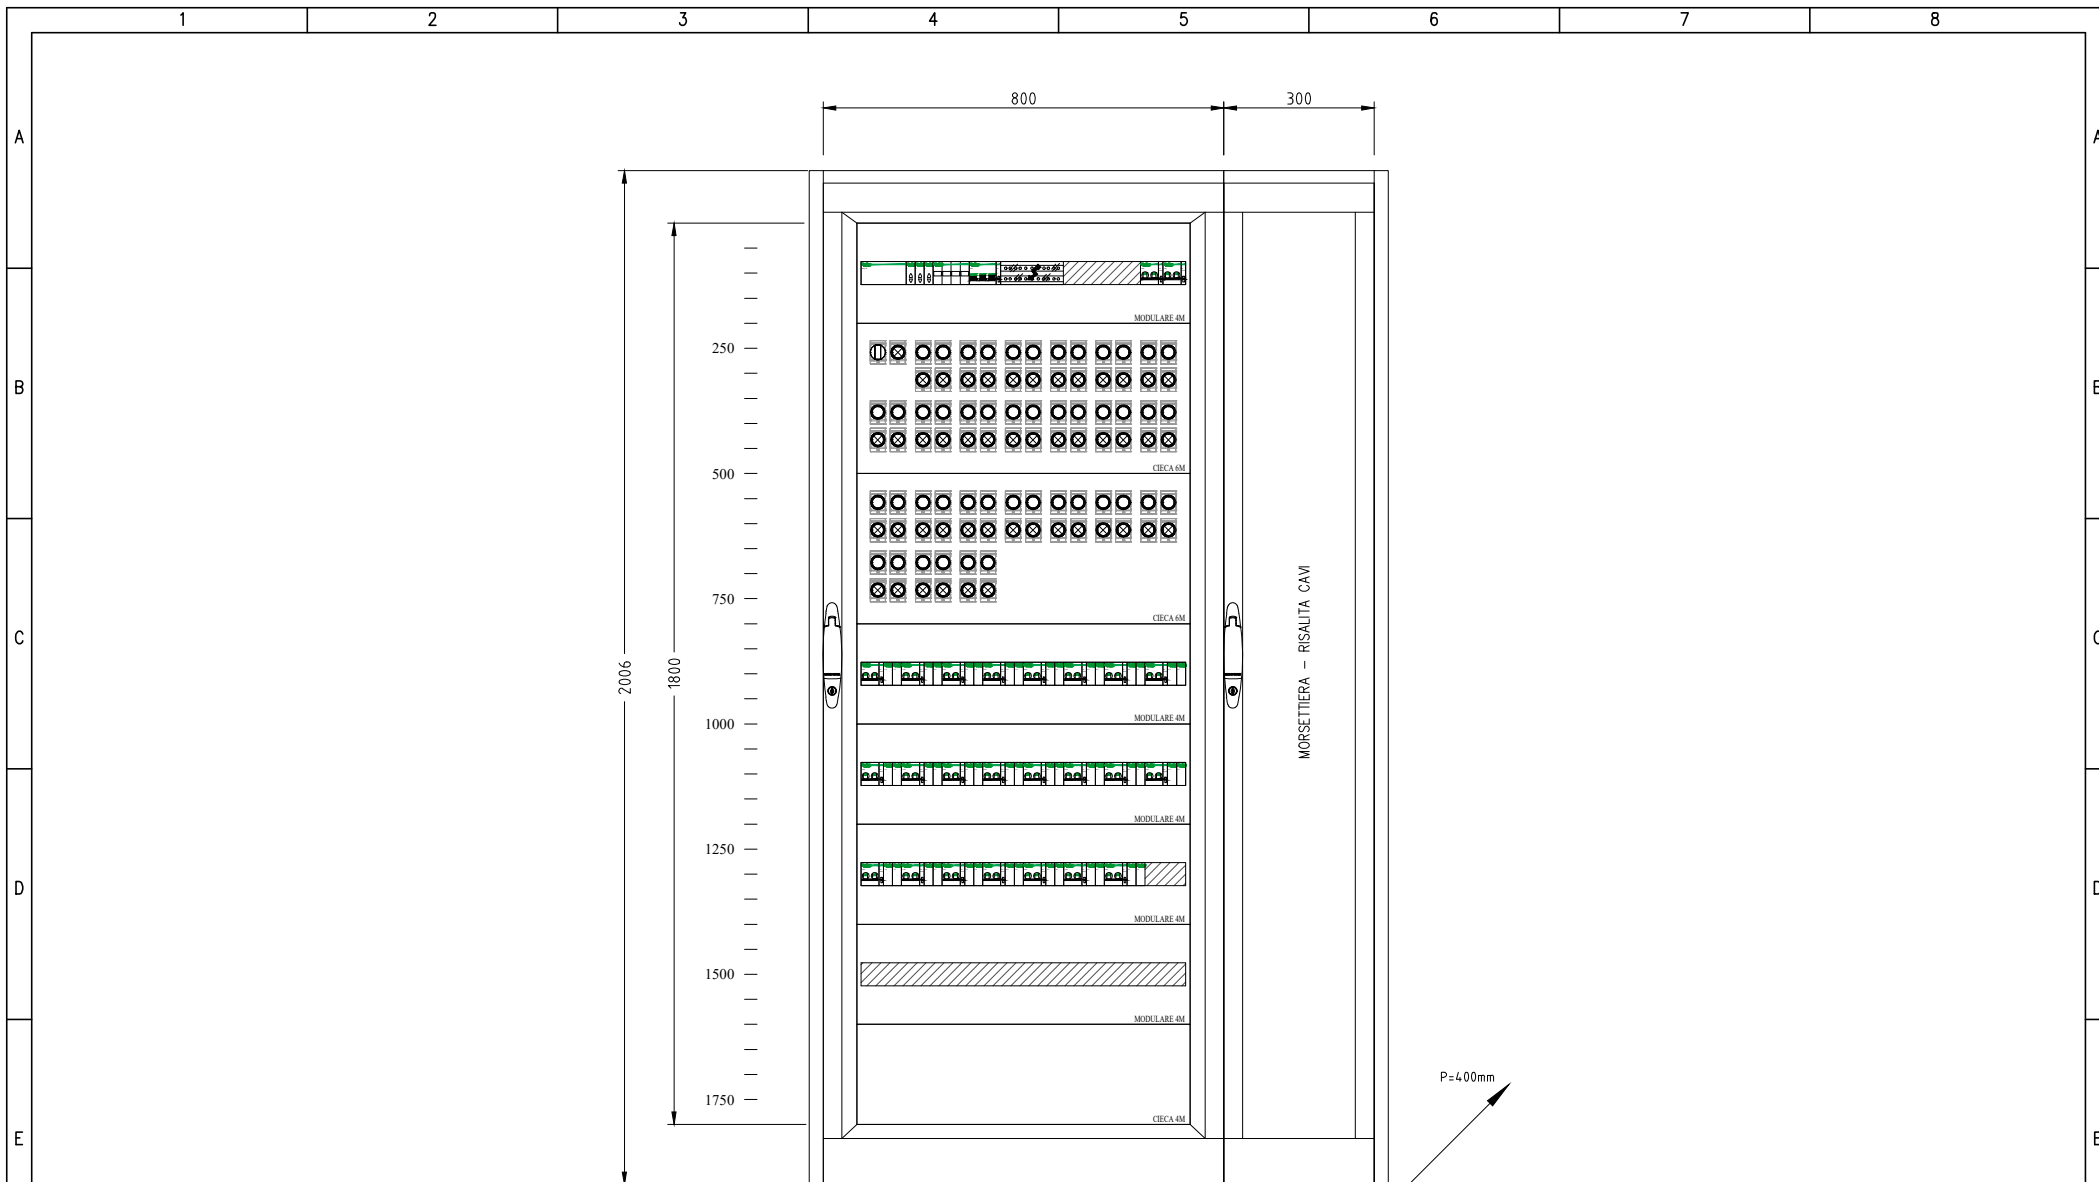 1 2 3 4 5 6 7 8
800 300
A A
MODULARE 4M
250
B B
CIECA 6M
500
750
CIECA 6M
C C
2006
1800
MORSETTIERA - RISALITA CAVI
MODULARE 4M
1000
MODULARE 4M
1250
D D
MODULARE 4M
1500
MODULARE 4M
P=400mm
1750
CIECA 4M
E E